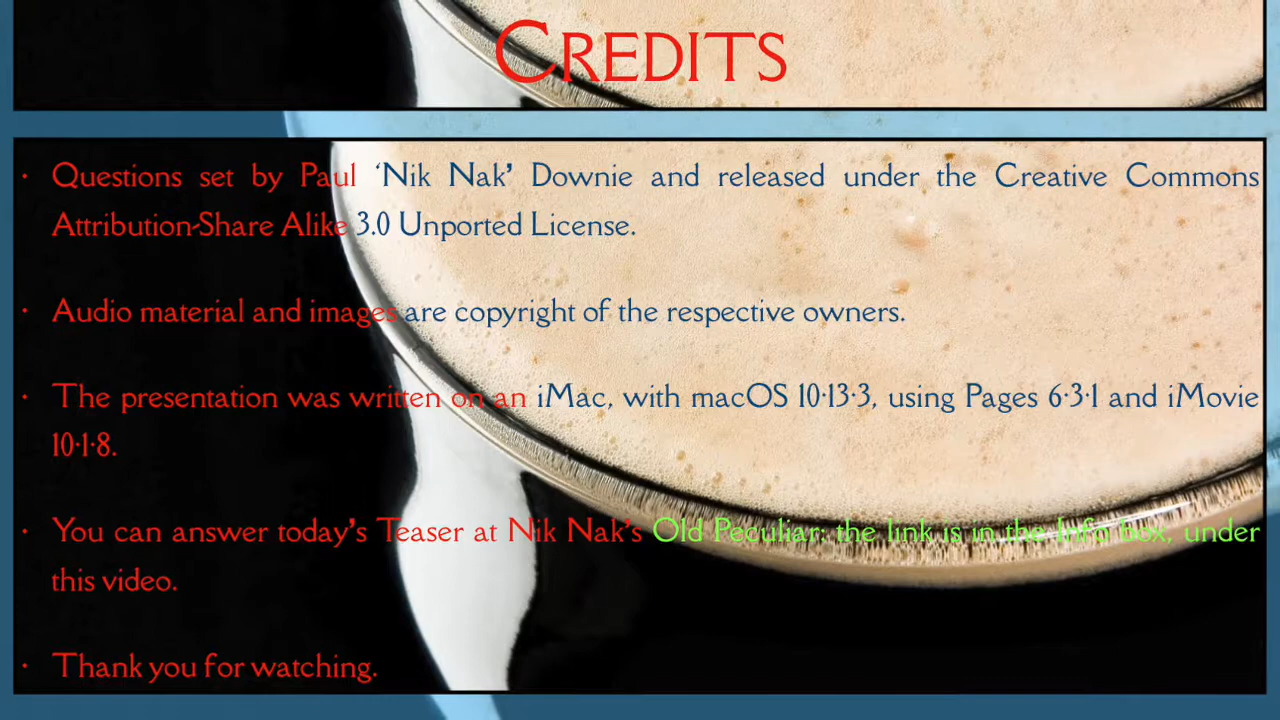 Credits
· Questions set by Paul ‘Nik Nak’ Downie and released under the Creative Commons
Attribution-Share Alike 3.0 Unported License.
· Audio material and images are copyright of the respective owners.
· The presentation was written on an iMac, with macOS 10·13·3, using Pages 6·3·1 and iMovie
10·1·8.
· You can answer today’s Teaser at Nik Nak’s Old Peculiar: the link is in the Info box, under
this video.
· Thank you for watching.